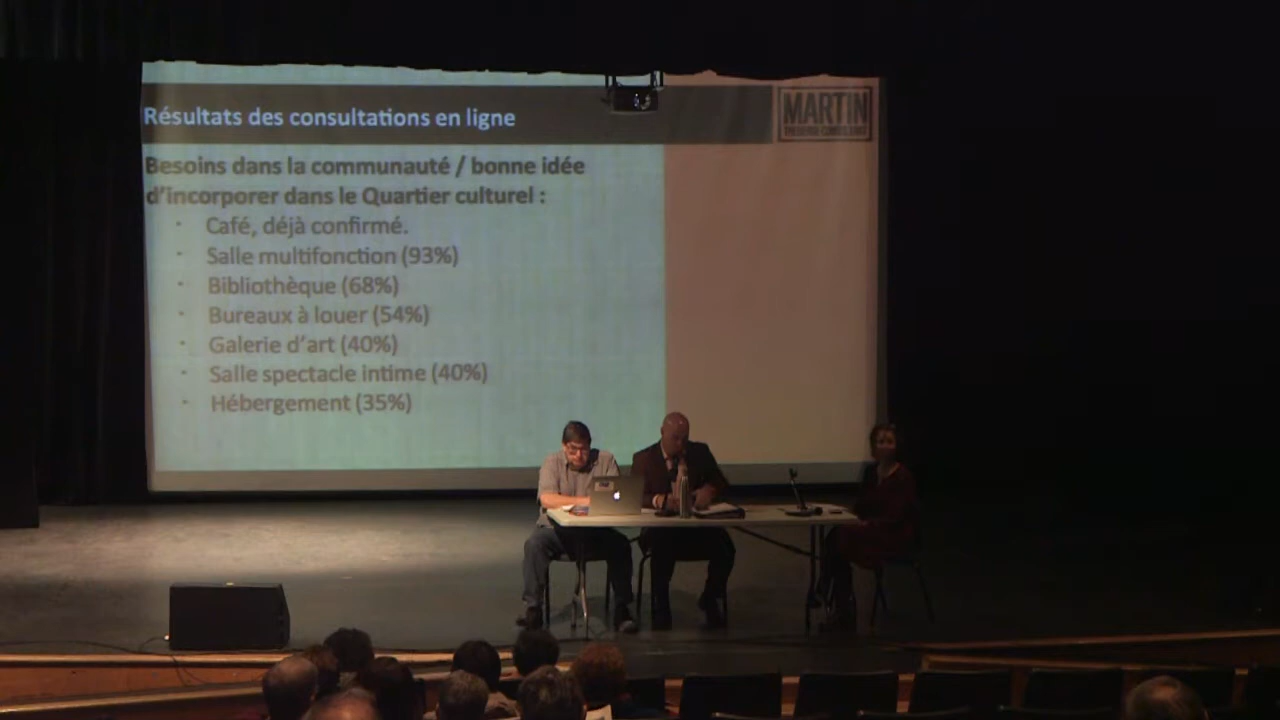 Résultats des consultations en ligne
MARTIN
Besoins dans la communauté / bonne idée
d'incorporer dans le Quartier culturel :
· Café, déjà confirmé.
· Salle multifonction (93%)
· Bibliothèque (68%)
· Bureaux à louer (54%)
· Galerie d'art (40%)
· Salle spectacle intime (40%)
· Hébergement (35%)